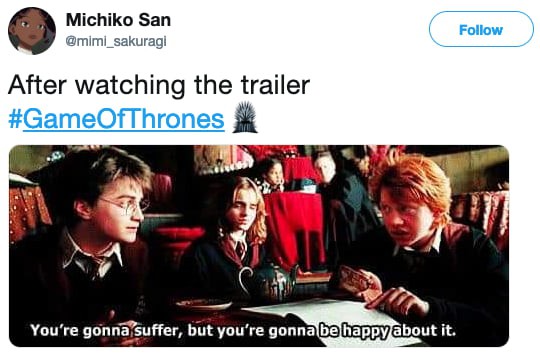 Michiko San
@mimi_sakuragi
Follow
After watching the trailer
#GameOfThrones
You're gonna suffer, but you're gonna be happy about it.